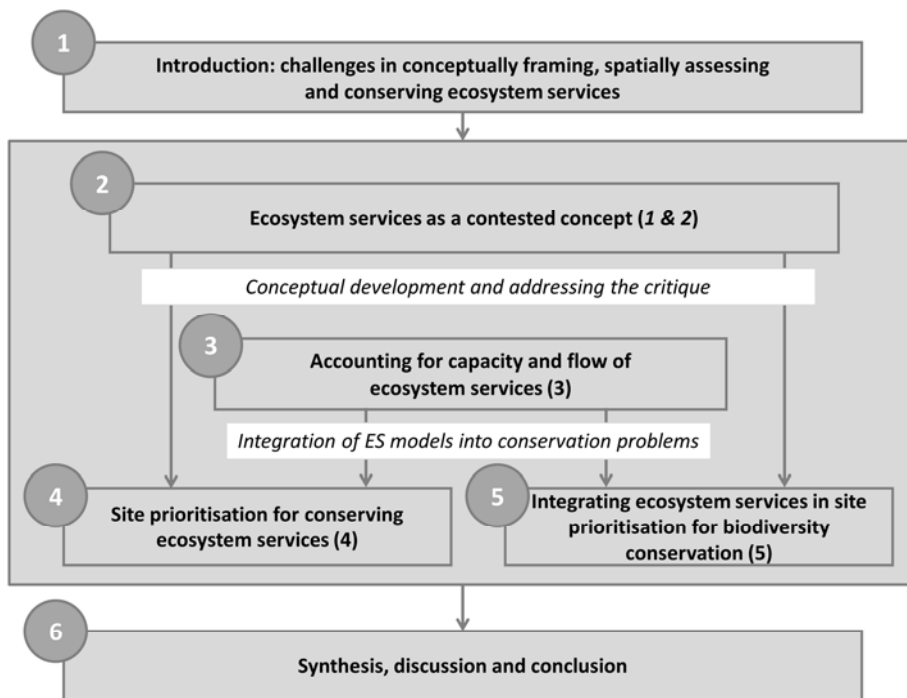 1
Introduction: challenges in conceptually framing, spatially assessing
and conserving ecosystem services
2
Ecosystem services as a contested concept (1 & 2)
Conceptual development and addressing the critique
3
Accounting for capacity and flow of
ecosystem services (3)
Integration of ES models into conservation problems
4
Site prioritisation for conserving
ecosystem services (4)
5
Integrating ecosystem services in site
prioritisation for biodiversity
conservation (5)
6
Synthesis, discussion and conclusion